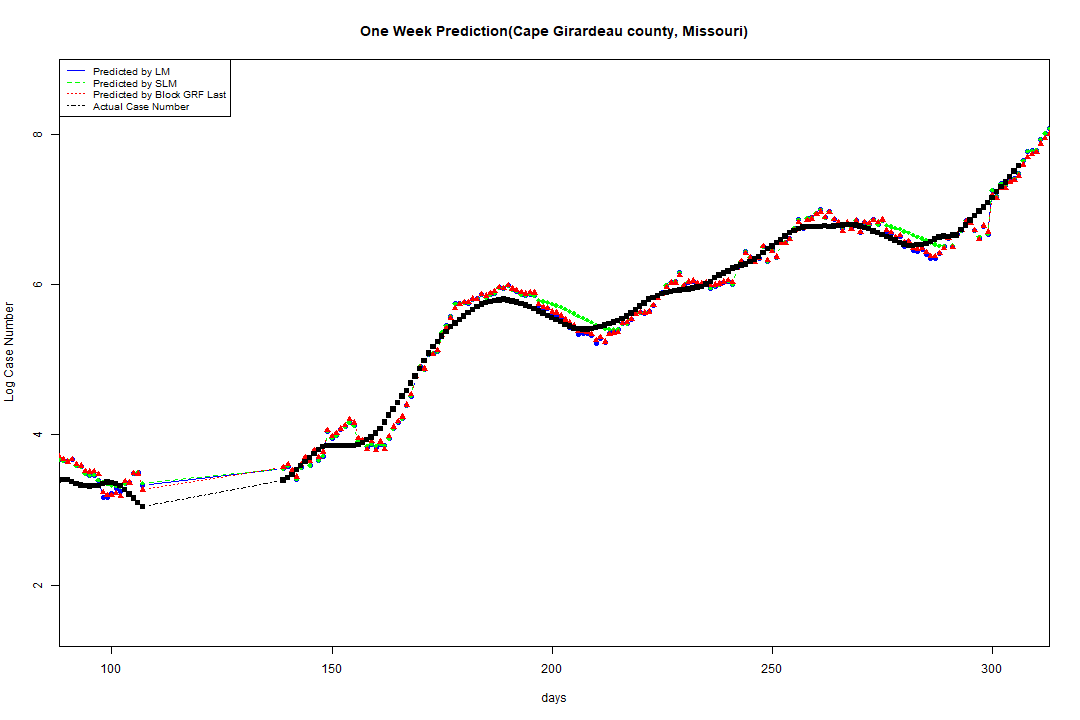 One Week Prediction(Cape Girardeau county, Missouri)
Predicted by LM
Predicted by SLM
Predicted by Block GRF Last
Actual Case Number
8
6
4
2
Log Case Number
100 150 200 250 300
days